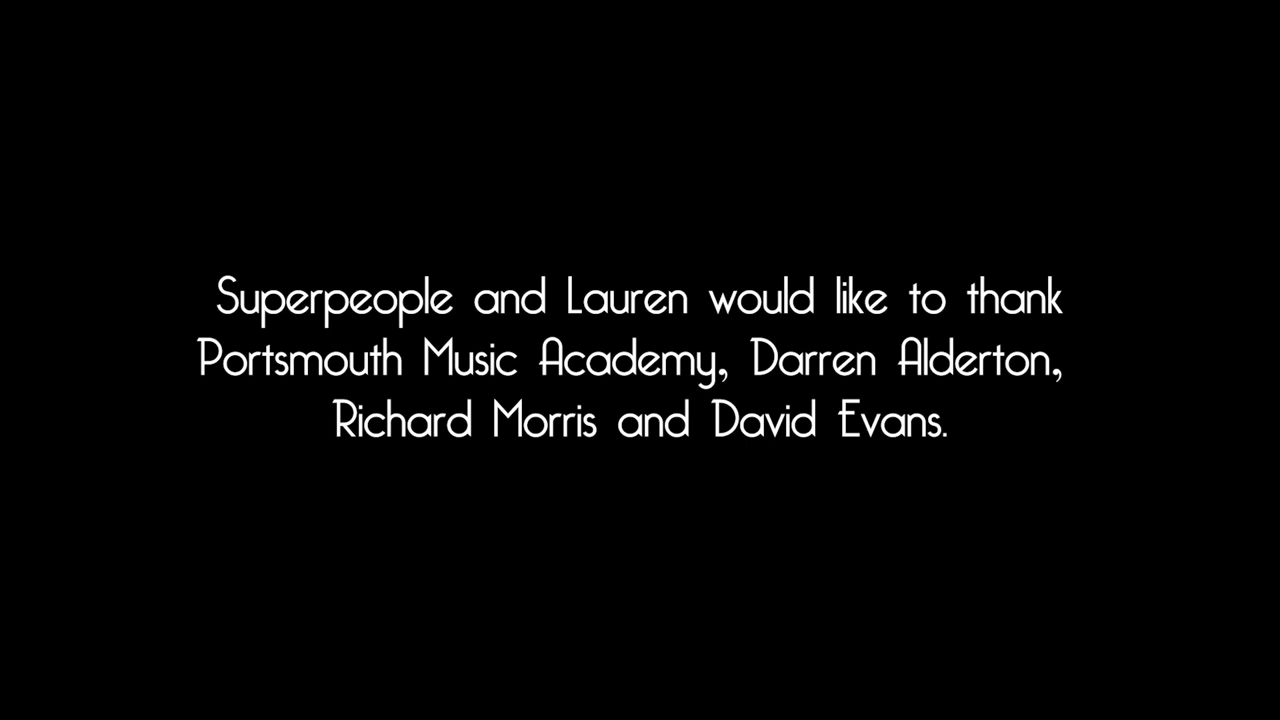 Superpeople and Lauren would like to thank
Portsmouth Music Academy, Darren Alderton,
Richard Morris and David Evans.